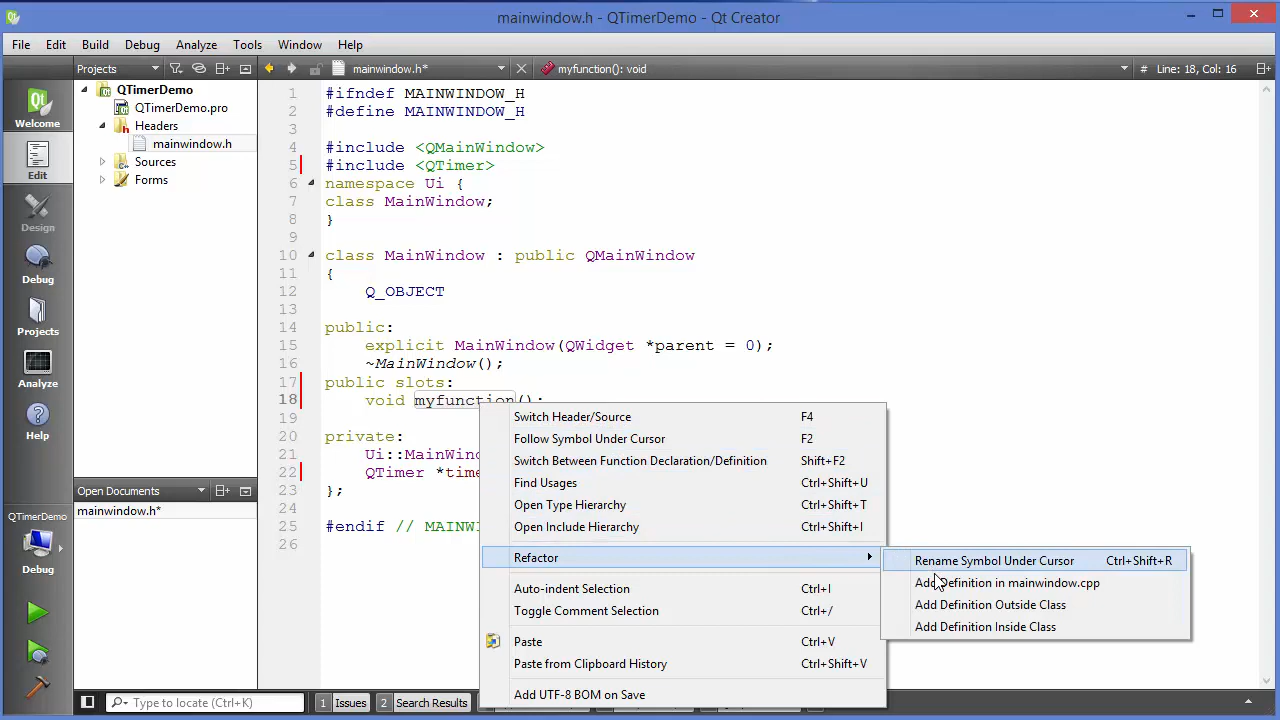 mainwindow.h - QTimerDemo - Qt Creator
File Edit Build Debug Analyze Tools Window Help
Projects mainwindow.h* myfunction(): void # Line: 18, Col: 16
Welcome
Edit
Design
Debug
Projects
Analyze
Help
QTimerDemo
Debug
QTimerDemo
QTimerDemo.pro
Headers
mainwindow.h
Sources
Forms
Open Documents
mainwindow.h*
1 #ifndef MAINWINDOW_H
2 #define MAINWINDOW_H
3
4 #include <QMainWindow>
5 #include <QTimer>
6 namespace Ui {
7 class MainWindow;
8 }
9
10 class MainWindow : public QMainWindow
11 {
12 Q_OBJECT
13
14 public:
15 explicit MainWindow(QWidget *parent = 0);
16 ~MainWindow();
17 public slots:
18 void myfunction();
19
20 private:
21 Ui::MainWin
22 QTimer *time
23 };
24
25 #endif // MAINW
26
Switch Header/Source F4
Follow Symbol Under Cursor F2
Switch Between Function Declaration/Definition Shift+F2
Find Usages Ctrl+Shift+U
Open Type Hierarchy Ctrl+Shift+T
Open Include Hierarchy Ctrl+Shift+I
Refactor
Auto-indent Selection Ctrl+I
Toggle Comment Selection Ctrl+/
Paste Ctrl+V
Paste from Clipboard History Ctrl+Shift+V
Add UTF-8 BOM on Save
Rename Symbol Under Cursor Ctrl+Shift+R
Add Definition in mainwindow.cpp
Add Definition Outside Class
Add Definition Inside Class
Type to locate (Ctrl+K) 1 Issues 2 Search Results